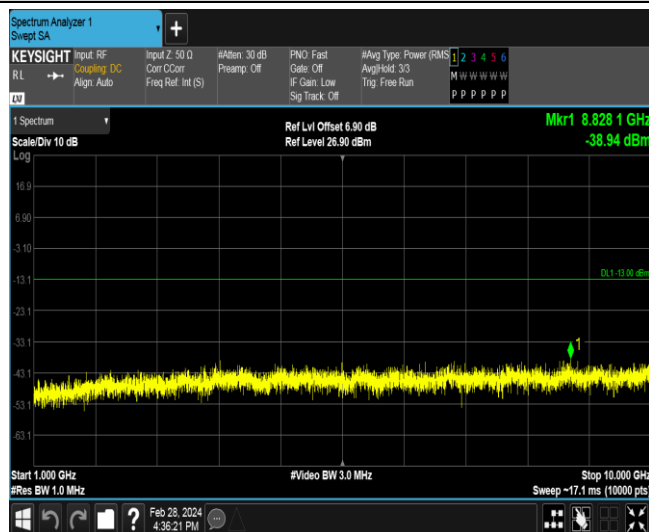 Spectrum Analyzer 1
Swept SA
KEYSIGHT
RL
Input: RF
Coupling: DC
Align: Auto
Input Z: 50 Ω
Corr CCorr
Freq Ref: Int (S)
#Atten: 30 dB
Preamp: Off
PNO: Fast
Gate: Off
IF Gain: Low
Sig Track: Off
#Avg Type: Power (RMS
Avg|Hold: 3/3
Trig: Free Run
1 2 3 4 5 6
M W W W W W
P P P P P P
LXI
1 Spectrum
Scale/Div 10 dB
Log
Ref Lvl Offset 6.90 dB
Ref Level 26.90 dBm
Mkr1 8.828 1 GHz
-38.94 dBm
16.9
6.90
-3.10
-13.1
DL1 -13.00 dBm
-23.1
-33.1
1
-43.1
-53.1
-63.1
Start 1.000 GHz
#Res BW 1.0 MHz
#Video BW 3.0 MHz
Stop 10.000 GHz
Sweep ~17.1 ms (10000 pts)
?
Feb 28, 2024
4:36:21 PM